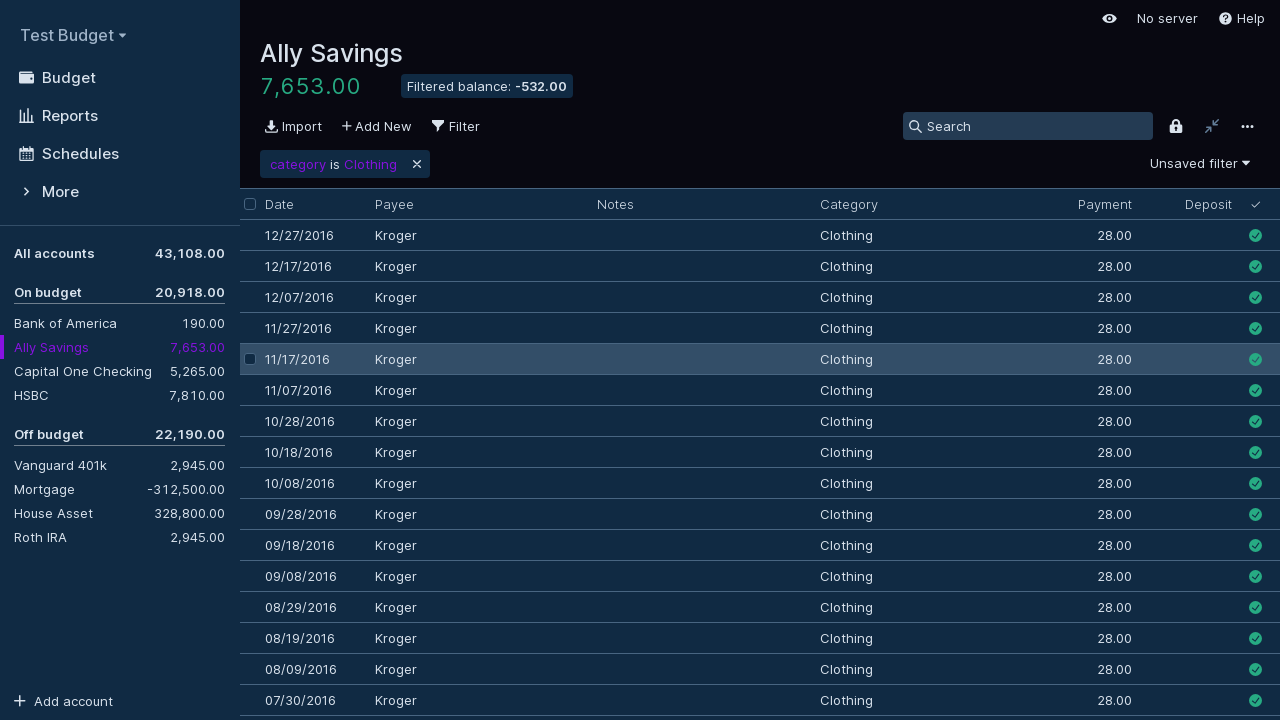 Test Budget
Budget
Reports
Schedules
More
All accounts 43,108.00
On budget 20,918.00
Bank of America 190.00
Ally Savings 7,653.00
Capital One Checking 5,265.00
HSBC 7,810.00
Off budget 22,190.00
Vanguard 401k 2,945.00
Mortgage -312,500.00
House Asset 328,800.00
Roth IRA 2,945.00
Add account
No server Help
Ally Savings
7,653.00 Filtered balance: -532.00
Import Add New Filter Search
category is Clothing Unsaved filter
Date Payee Notes Category Payment Deposit
12/27/2016 Kroger Clothing 28.00
12/17/2016 Kroger Clothing 28.00
12/07/2016 Kroger Clothing 28.00
11/27/2016 Kroger Clothing 28.00
11/17/2016 Kroger Clothing 28.00
11/07/2016 Kroger Clothing 28.00
10/28/2016 Kroger Clothing 28.00
10/18/2016 Kroger Clothing 28.00
10/08/2016 Kroger Clothing 28.00
09/28/2016 Kroger Clothing 28.00
09/18/2016 Kroger Clothing 28.00
09/08/2016 Kroger Clothing 28.00
08/29/2016 Kroger Clothing 28.00
08/19/2016 Kroger Clothing 28.00
08/09/2016 Kroger Clothing 28.00
07/30/2016 Kroger Clothing 28.00